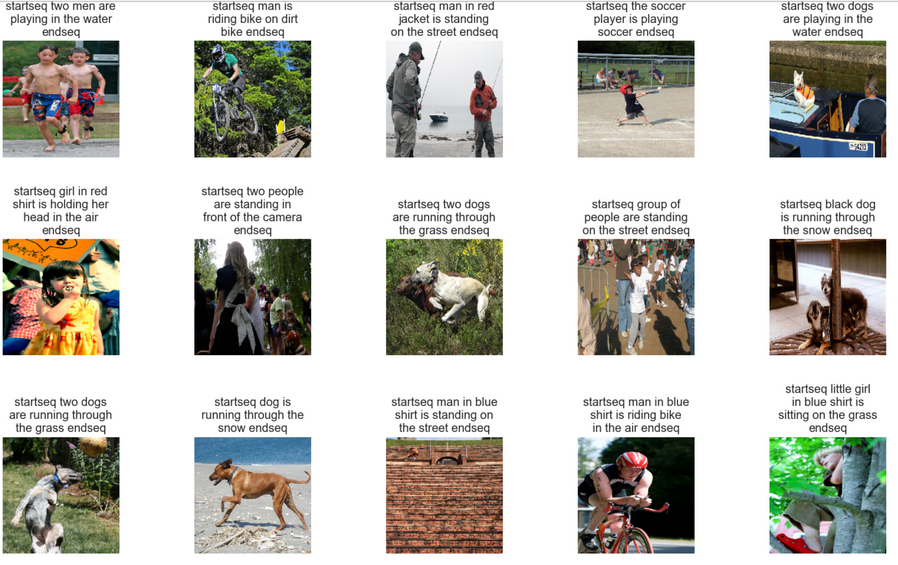 startseq two men are
playing in the water
endseq
startseq man is
riding bike on dirt
bike endseq
startseq man in red
jacket is standing
on the street endseq
startseq the soccer
player is playing
soccer endseq
startseq two dogs
are playing in the
water endseq
startseq girl in red
shirt is holding her
head in the air
endseq
startseq two people
are standing in
front of the camera
endseq
startseq two dogs
are running through
the grass endseq
startseq group of
people are standing
on the street endseq
startseq black dog
is running through
the snow endseq
startseq two dogs
are running through
the grass endseq
startseq dog is
running through the
snow endseq
startseq man in blue
shirt is standing on
the street endseq
startseq man in blue
shirt is riding bike
in the air endseq
startseq little girl
in blue shirt is
sitting on the grass
endseq